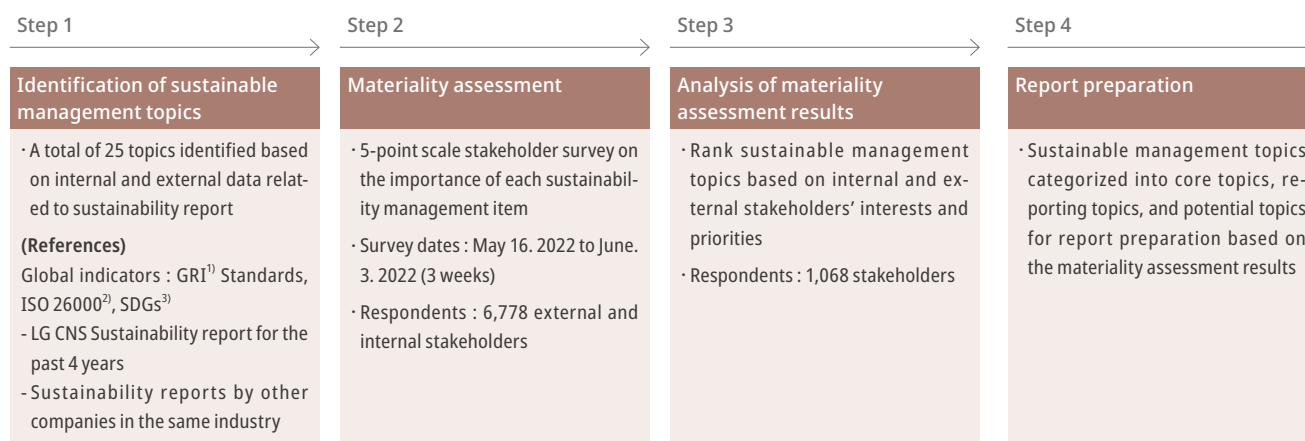 Step 1
Identification of sustainable
management topics
· A total of 25 topics identified based
on internal and external data relat-
ed to sustainability report
(References)
Global indicators : GRI1) Standards,
ISO 260002), SDGs3)
- LG CNS Sustainability report for the
past 4 years
- Sustainability reports by other
companies in the same industry
Step 2
Materiality assessment
· 5-point scale stakeholder survey on
the importance of each sustainabil-
ity management item
· Survey dates : May 16. 2022 to June.
3. 2022 (3 weeks)
· Respondents : 6,778 external and
internal stakeholders
Step 3
Analysis of materiality
assessment results
· Rank sustainable management
topics based on internal and ex-
ternal stakeholders’ interests and
priorities
· Respondents : 1,068 stakeholders
Step 4
Report preparation
· Sustainable management topics
categorized into core topics, re-
porting topics, and potential topics
for report preparation based on
the materiality assessment results